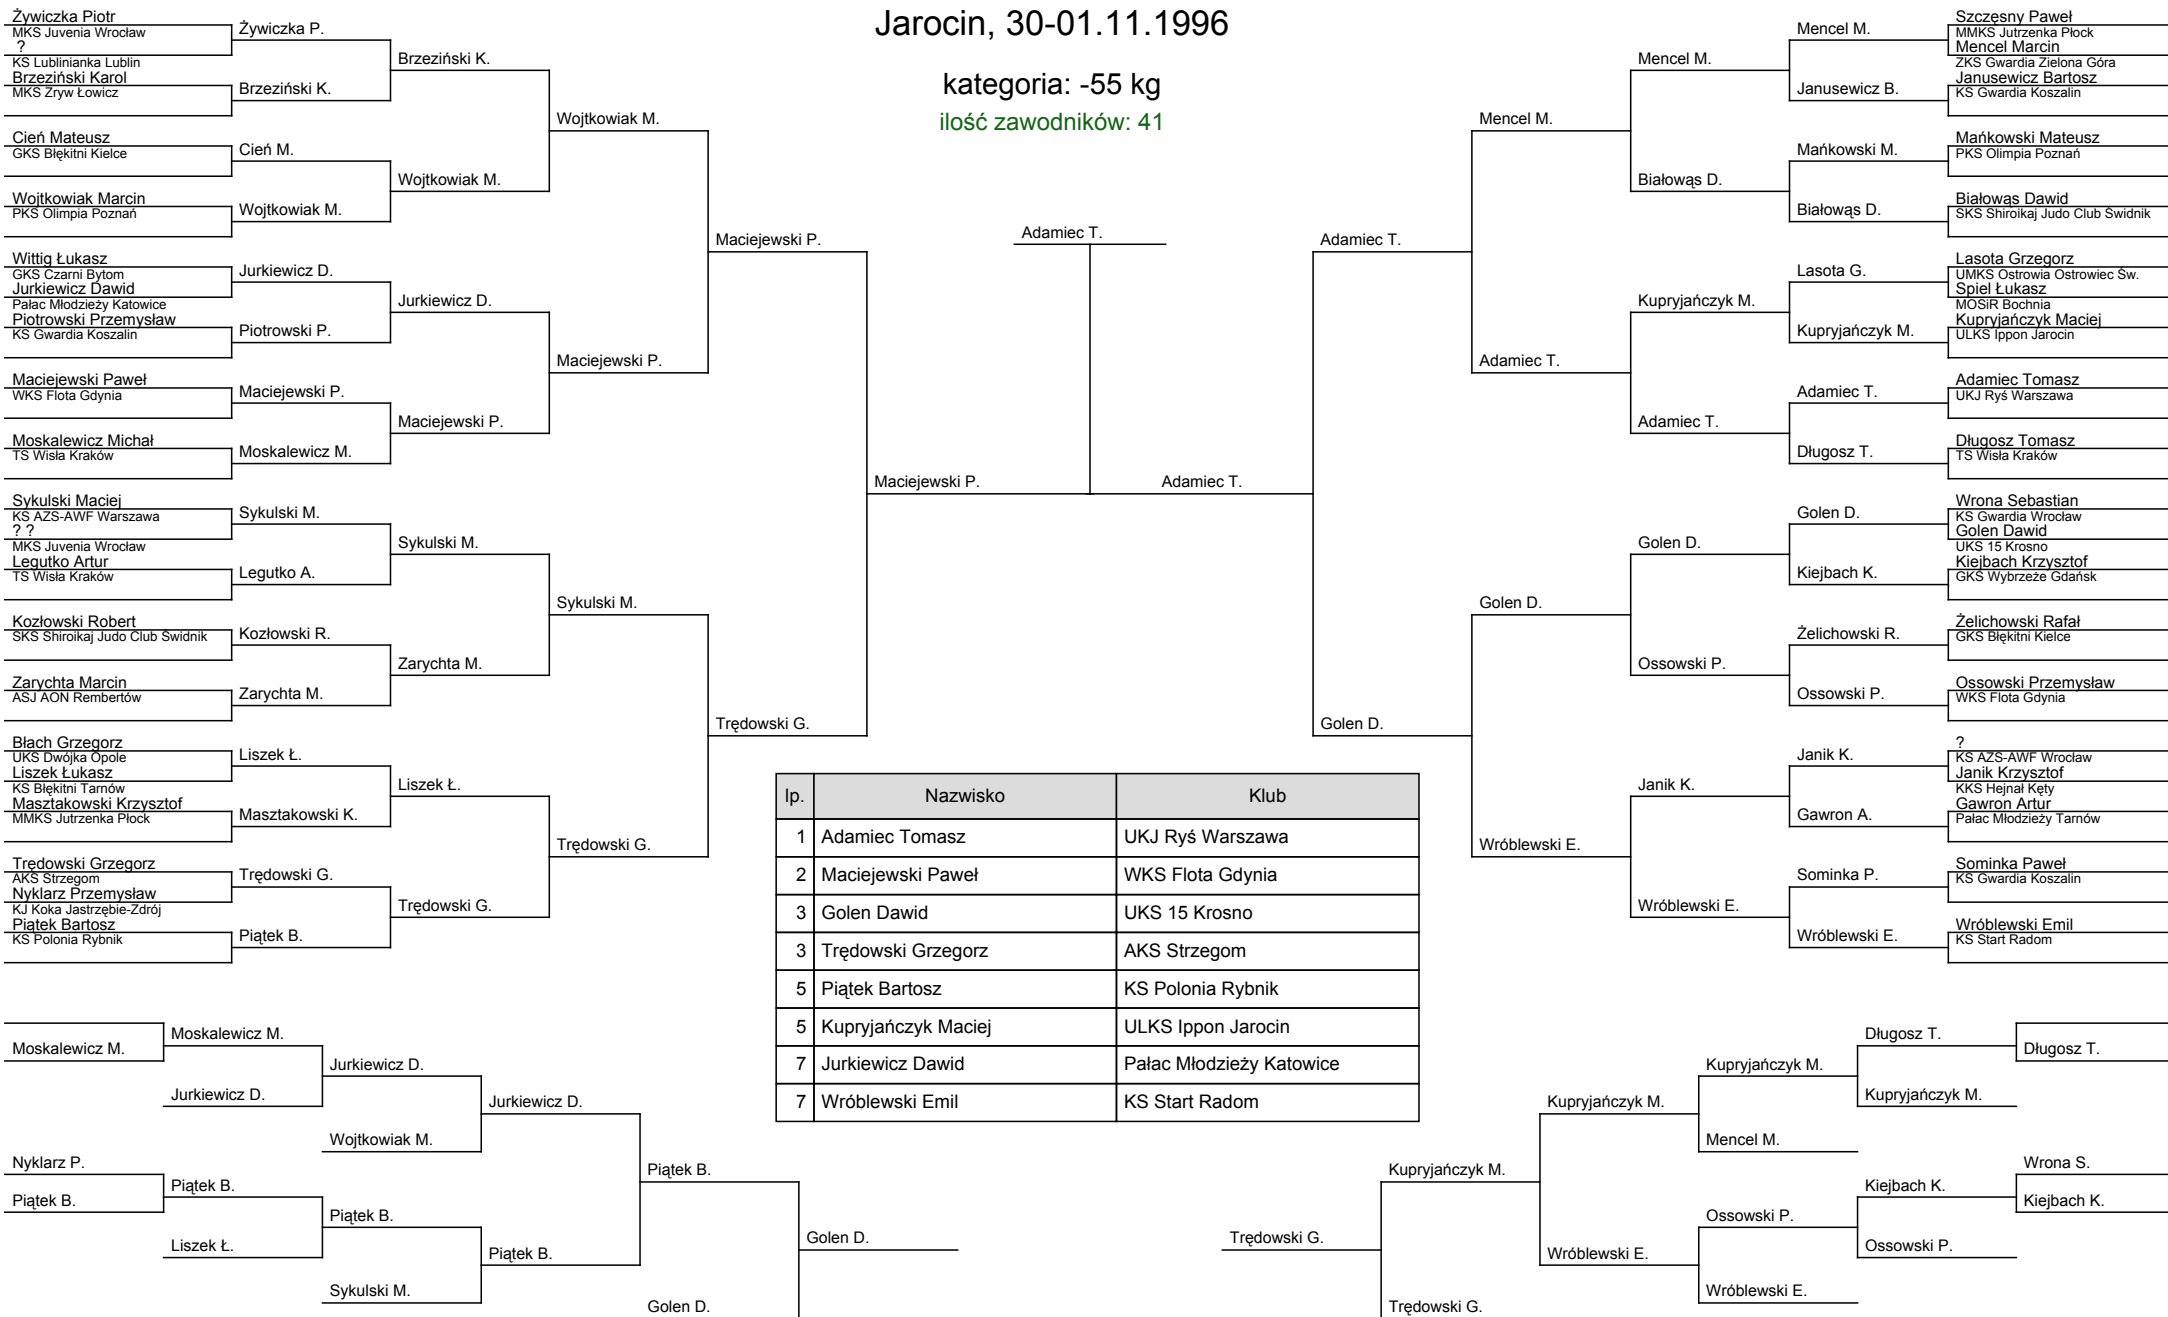 Jarocin, 30-01.11.1996
kategoria: -55 kg
ilość zawodników: 41
Żywiczka Piotr
MKS Juvenia Wrocław
?
KS Lublinianka Lublin
Brzeziński Karol
MKS Zryw Łowicz
Cień Mateusz
GKS Błękitni Kielce
Wojtkowiak Marcin
PKS Olimpia Poznań
Wittig Łukasz
GKS Czarni Bytom
Jurkiewicz Dawid
Pałac Młodzieży Katowice
Piotrowski Przemysław
KS Gwardia Koszalin
Maciejewski Paweł
WKS Flota Gdynia
Moskalewicz Michał
TS Wisła Kraków
Sykulski Maciej
KS AZS-AWF Warszawa
? ?
MKS Juvenia Wrocław
Legutko Artur
TS Wisła Kraków
Kozłowski Robert
SKS Shiroikaj Judo Club Świdnik
Zarychta Marcin
ASJ AON Rembertów
Błach Grzegorz
UKS Dwójka Opole
Liszek Łukasz
KS Błękitni Tarnów
Masztakowski Krzysztof
MMKS Jutrzenka Płock
Trędowski Grzegorz
AKS Strzegom
Nyklarz Przemysław
KJ Koka Jastrzębie-Zdrój
Piątek Bartosz
KS Polonia Rybnik
Żywiczka P.
Brzeziński K.
Cień M.
Wojtkowiak M.
Jurkiewicz D.
Piotrowski P.
Maciejewski P.
Moskalewicz M.
Sykulski M.
Legutko A.
Kozłowski R.
Zarychta M.
Liszek Ł.
Masztakowski K.
Trędowski G.
Piątek B.
Brzeziński K.
Wojtkowiak M.
Jurkiewicz D.
Maciejewski P.
Sykulski M.
Zarychta M.
Liszek Ł.
Trędowski G.
Wojtkowiak M.
Maciejewski P.
Sykulski M.
Trędowski G.
Maciejewski P.
Trędowski G.
Maciejewski P.
Adamiec T.
Adamiec T.
Adamiec T.
Golen D.
Mencel M.
Adamiec T.
Golen D.
Wróblewski E.
Mencel M.
Białowąs D.
Kupryjańczyk M.
Adamiec T.
Golen D.
Ossowski P.
Janik K.
Wróblewski E.
Mencel M.
Janusewicz B.
Mańkowski M.
Białowąs D.
Lasota G.
Kupryjańczyk M.
Adamiec T.
Długosz T.
Golen D.
Kiejbach K.
Żelichowski R.
Ossowski P.
Janik K.
Gawron A.
Sominka P.
Wróblewski E.
Szczęsny Paweł
MMKS Jutrzenka Płock
Mencel Marcin
ZKS Gwardia Zielona Góra
Janusewicz Bartosz
KS Gwardia Koszalin
Mańkowski Mateusz
PKS Olimpia Poznań
Białowąs Dawid
SKS Shiroikaj Judo Club Świdnik
Lasota Grzegorz
UMKS Ostrovia Ostrowiec Św.
Spiel Łukasz
MOSiR Bochnia
Kupryjańczyk Maciej
ULKS Ippon Jarocin
Adamiec Tomasz
UKJ Ryś Warszawa
Długosz Tomasz
TS Wisła Kraków
Wrona Sebastian
KS Gwardia Wrocław
Golen Dawid
UKS 15 Krosno
Kiejbach Krzysztof
GKS Wybrzeże Gdańsk
Żelichowski Rafał
GKS Błękitni Kielce
Ossowski Przemysław
WKS Flota Gdynia
?
KS AZS-AWF Wrocław
Janik Krzysztof
KKS Hejnał Kęty
Gawron Artur
Pałac Młodzieży Tarnów
Sominka Paweł
KS Gwardia Koszalin
Wróblewski Emil
KS Start Radom
lp. Nazwisko Klub
1 Adamiec Tomasz UKJ Ryś Warszawa
2 Maciejewski Paweł WKS Flota Gdynia
3 Golen Dawid UKS 15 Krosno
3 Trędowski Grzegorz AKS Strzegom
5 Piątek Bartosz KS Polonia Rybnik
5 Kupryjańczyk Maciej ULKS Ippon Jarocin
7 Jurkiewicz Dawid Pałac Młodzieży Katowice
7 Wróblewski Emil KS Start Radom
Moskalewicz M.
Nyklarz P.
Piątek B.
Moskalewicz M.
Jurkiewicz D.
Piątek B.
Liszek Ł.
Jurkiewicz D.
Wojtkowiak M.
Piątek B.
Sykulski M.
Jurkiewicz D.
Piątek B.
Piątek B.
Golen D.
Golen D.
Trędowski G.
Kupryjańczyk M.
Trędowski G.
Kupryjańczyk M.
Wróblewski E.
Kupryjańczyk M.
Mencel M.
Ossowski P.
Wróblewski E.
Długosz T.
Kupryjańczyk M.
Kiejbach K.
Ossowski P.
Długosz T.
Wrona S.
Kiejbach K.